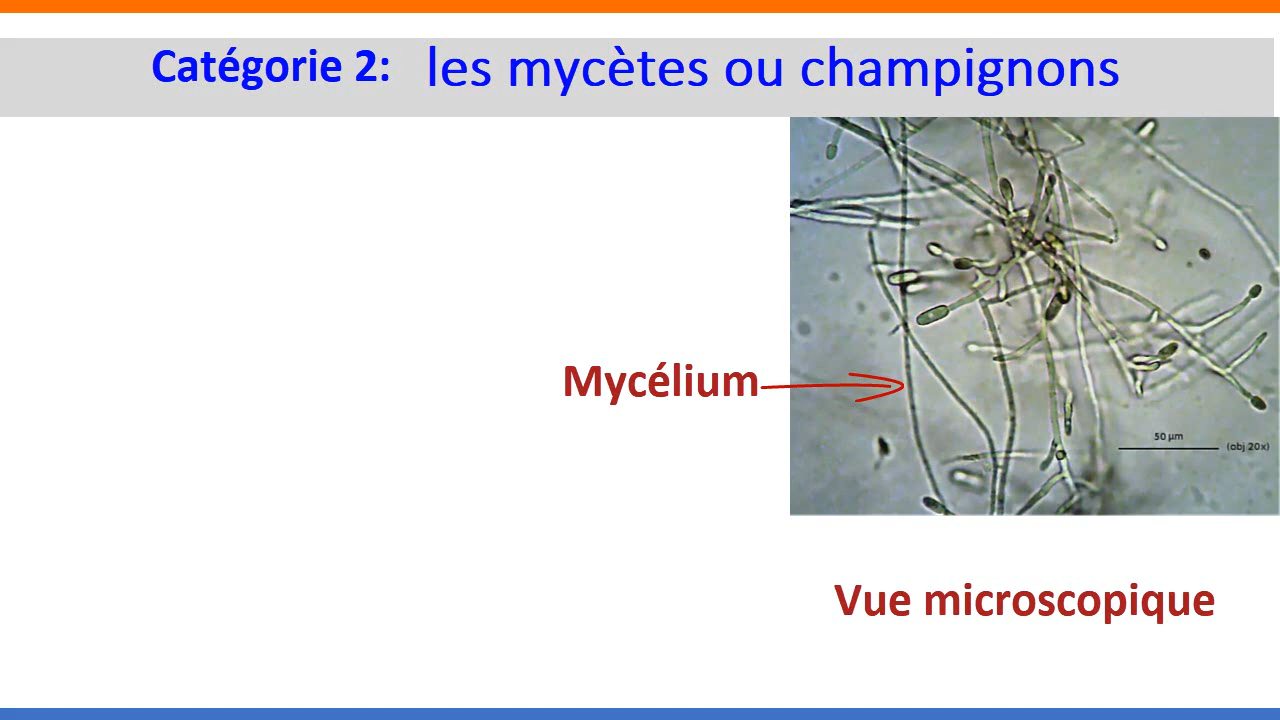 Catégorie 2: les mycètes ou champignons
Mycélium
50 µm
(obj 20x)
Vue microscopique